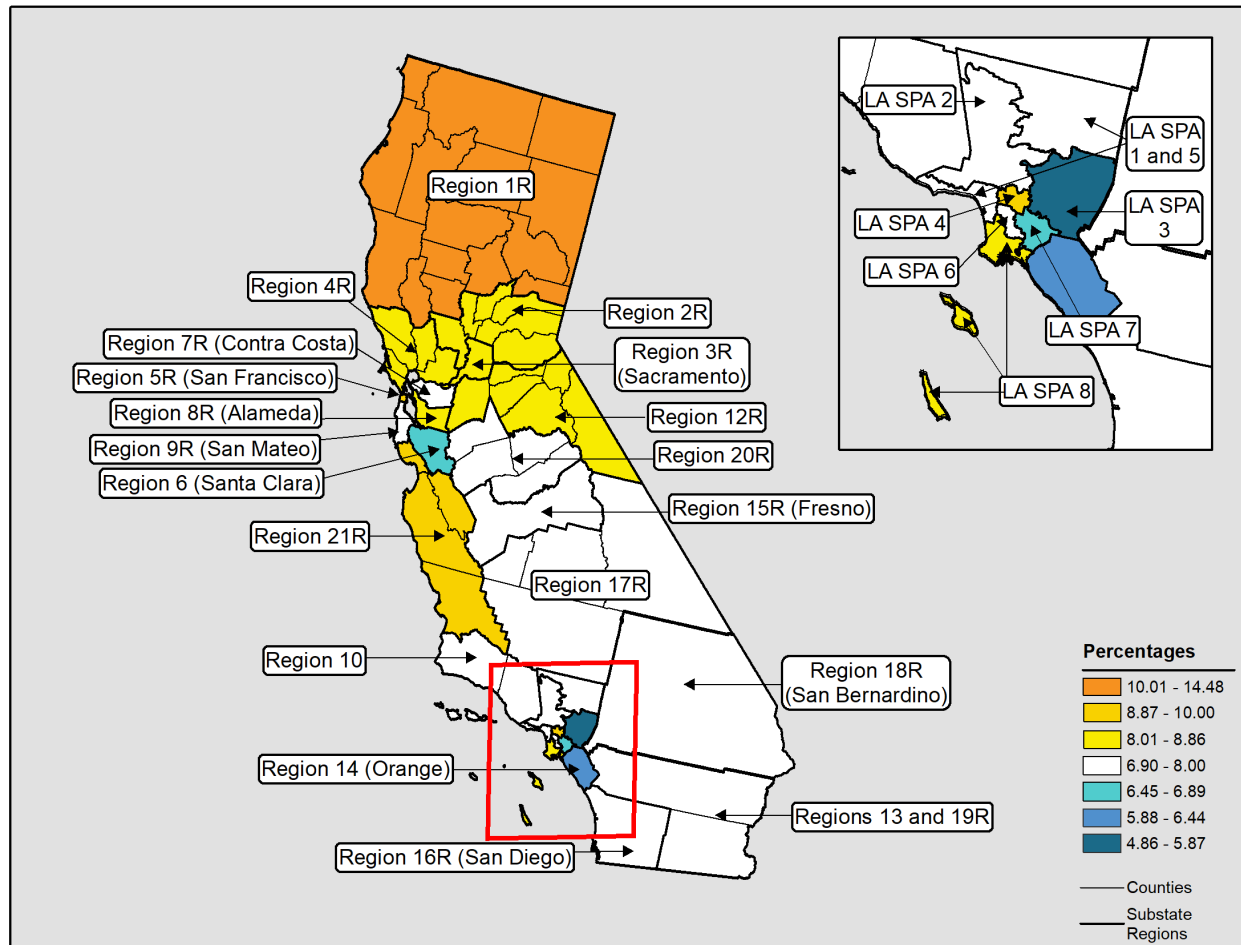 Region 1R
Region 4R
Region 2R
Region 7R (Contra Costa)
Region 3R
(Sacramento)
Region 5R (San Francisco)
Region 8R (Alameda)
Region 12R
Region 9R (San Mateo)
Region 20R
Region 6 (Santa Clara)
Region 15R (Fresno)
Region 21R
Region 17R
Region 10
Region 18R
(San Bernardino)
Region 14 (Orange)
Regions 13 and 19R
Region 16R (San Diego)
LA SPA 2
LA SPA
1 and 5
LA SPA 4
LA SPA
3
LA SPA 6
LA SPA 7
LA SPA 8
Percentages
10.01 - 14.48
8.87 - 10.00
8.01 - 8.86
6.90 - 8.00
6.45 - 6.89
5.88 - 6.44
4.86 - 5.87
Counties
Substate
Regions